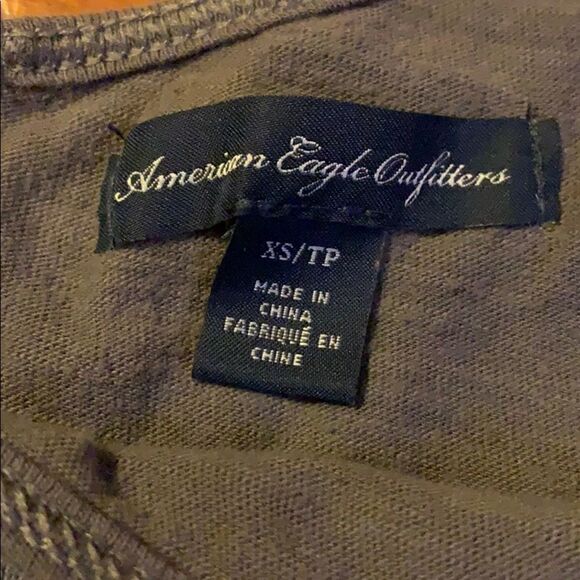 American Eagle Outfitters
XS/TP
MADE IN
CHINA
FABRIQUÉ EN
CHINE